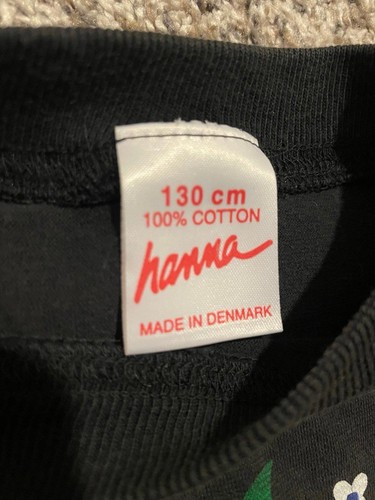 130 cm
100% COTTON
hanna
MADE IN DENMARK